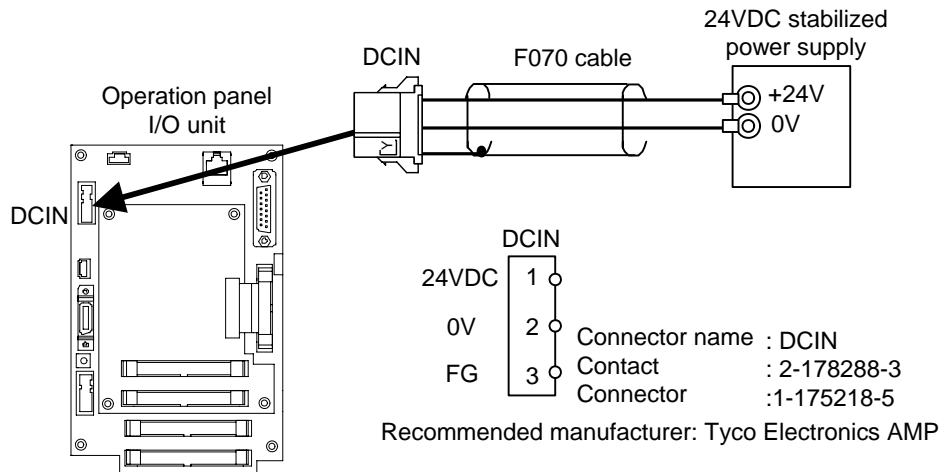 24VDC stabilized
power supply
DCIN
F070 cable
+24V
0V
Operation panel
I/O unit
Y
DCIN
DCIN
24VDC 1
0V 2
FG 3
Connector name : DCIN
Contact : 2-178288-3
Connector :1-175218-5
Recommended manufacturer: Tyco Electronics AMP